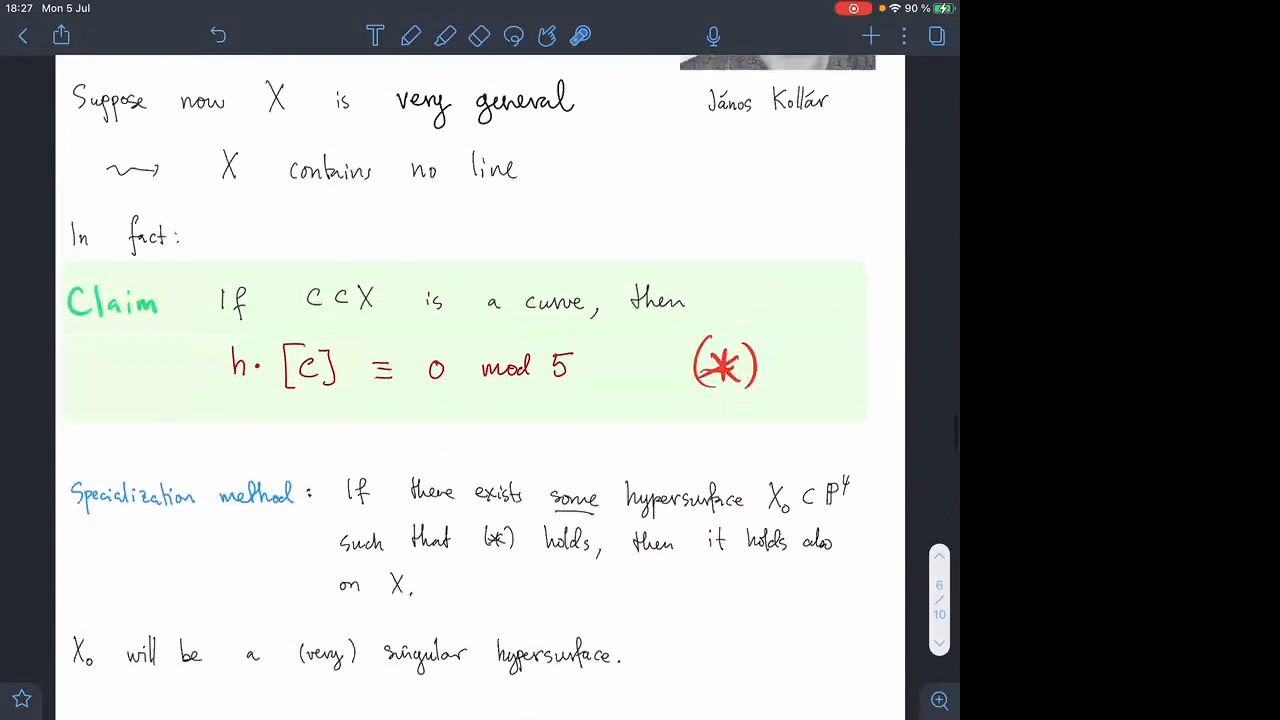 18:27 Mon 5 Jul
90 %
Suppose now X is very general
János Kollár
⇝ X contains no line
In fact:
Claim If C ⊂ X is a curve, then
h · [C] ≡ 0 mod 5 (*)
Specialization method: If there exists some hypersurface X₀ ⊂ ℙ⁴
such that (*) holds, then it holds also
on X.
X₀ will be a (very) singular hypersurface.
6
/
10